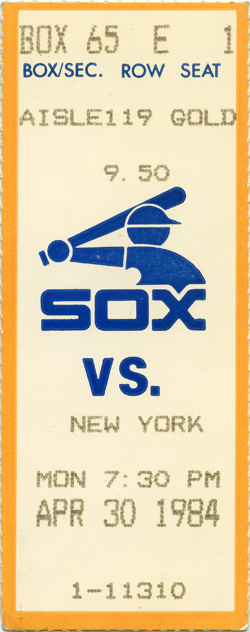 BOX 65 E 1
BOX/SEC. ROW SEAT
AISLE119 GOLD
9.50
SOX
VS.
NEW YORK
MON 7:30 PM
APR 30 1984
1-11310